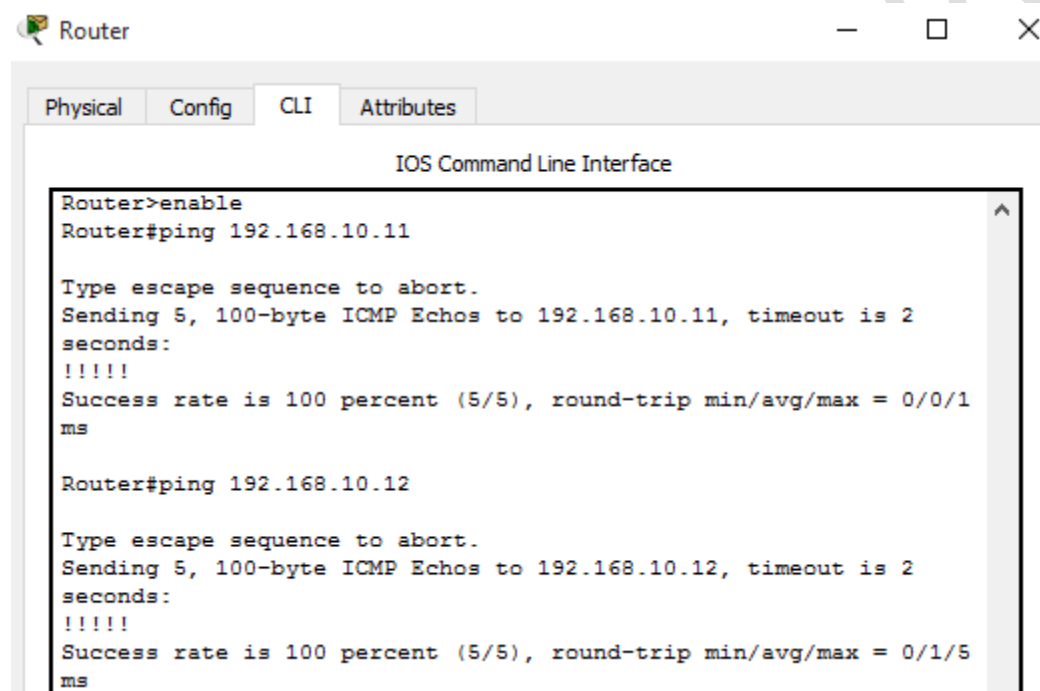 Router
Physical Config CLI Attributes
IOS Command Line Interface
Router>enable
Router#ping 192.168.10.11
Type escape sequence to abort.
Sending 5, 100-byte ICMP Echos to 192.168.10.11, timeout is 2
seconds:
!!!!!
Success rate is 100 percent (5/5), round-trip min/avg/max = 0/0/1
ms
Router#ping 192.168.10.12
Type escape sequence to abort.
Sending 5, 100-byte ICMP Echos to 192.168.10.12, timeout is 2
seconds:
!!!!!
Success rate is 100 percent (5/5), round-trip min/avg/max = 0/1/5
ms